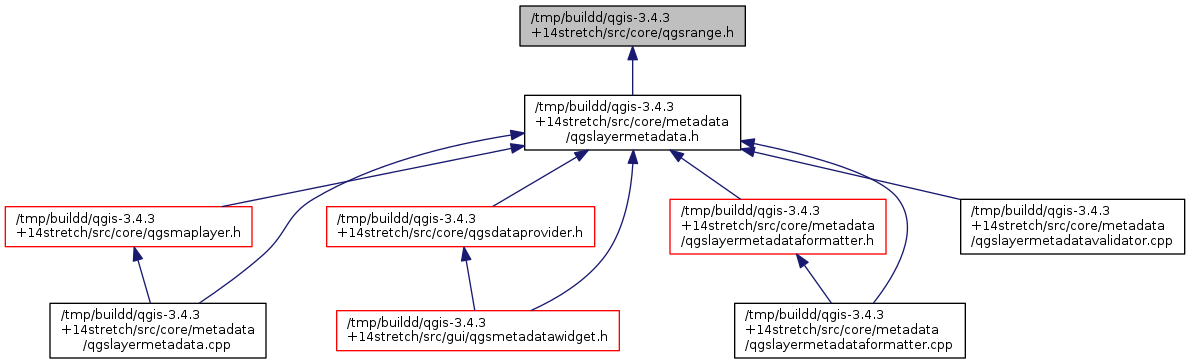 /tmp/buildd/qgis-3.4.3
+14stretch/src/core/qgsrange.h
/tmp/buildd/qgis-3.4.3
+14stretch/src/core/metadata
/qgslayermetadata.h
/tmp/buildd/qgis-3.4.3
+14stretch/src/core/qgsmaplayer.h
/tmp/buildd/qgis-3.4.3
+14stretch/src/core/qgsdataprovider.h
/tmp/buildd/qgis-3.4.3
+14stretch/src/core/metadata
/qgslayermetadataformatter.h
/tmp/buildd/qgis-3.4.3
+14stretch/src/core/metadata
/qgslayermetadatavalidator.cpp
/tmp/buildd/qgis-3.4.3
+14stretch/src/core/metadata
/qgslayermetadata.cpp
/tmp/buildd/qgis-3.4.3
+14stretch/src/gui/qgsmetadatawidget.h
/tmp/buildd/qgis-3.4.3
+14stretch/src/core/metadata
/qgslayermetadataformatter.cpp